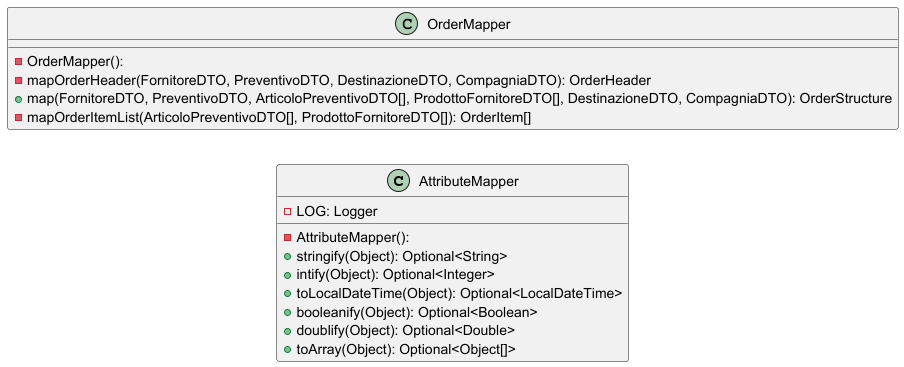 C OrderMapper
OrderMapper():
mapOrderHeader(FornitoreDTO, PreventivoDTO, DestinazioneDTO, CompagniaDTO): OrderHeader
map(FornitoreDTO, PreventivoDTO, ArticoloPreventivoDTO[], ProdottoFornitoreDTO[], DestinazioneDTO, CompagniaDTO): OrderStructure
mapOrderItemList(ArticoloPreventivoDTO[], ProdottoFornitoreDTO[]): OrderItem[]
C AttributeMapper
LOG: Logger
AttributeMapper():
stringify(Object): Optional<String>
intify(Object): Optional<Integer>
toLocalDateTime(Object): Optional<LocalDateTime>
booleanify(Object): Optional<Boolean>
doublify(Object): Optional<Double>
toArray(Object): Optional<Object[]>